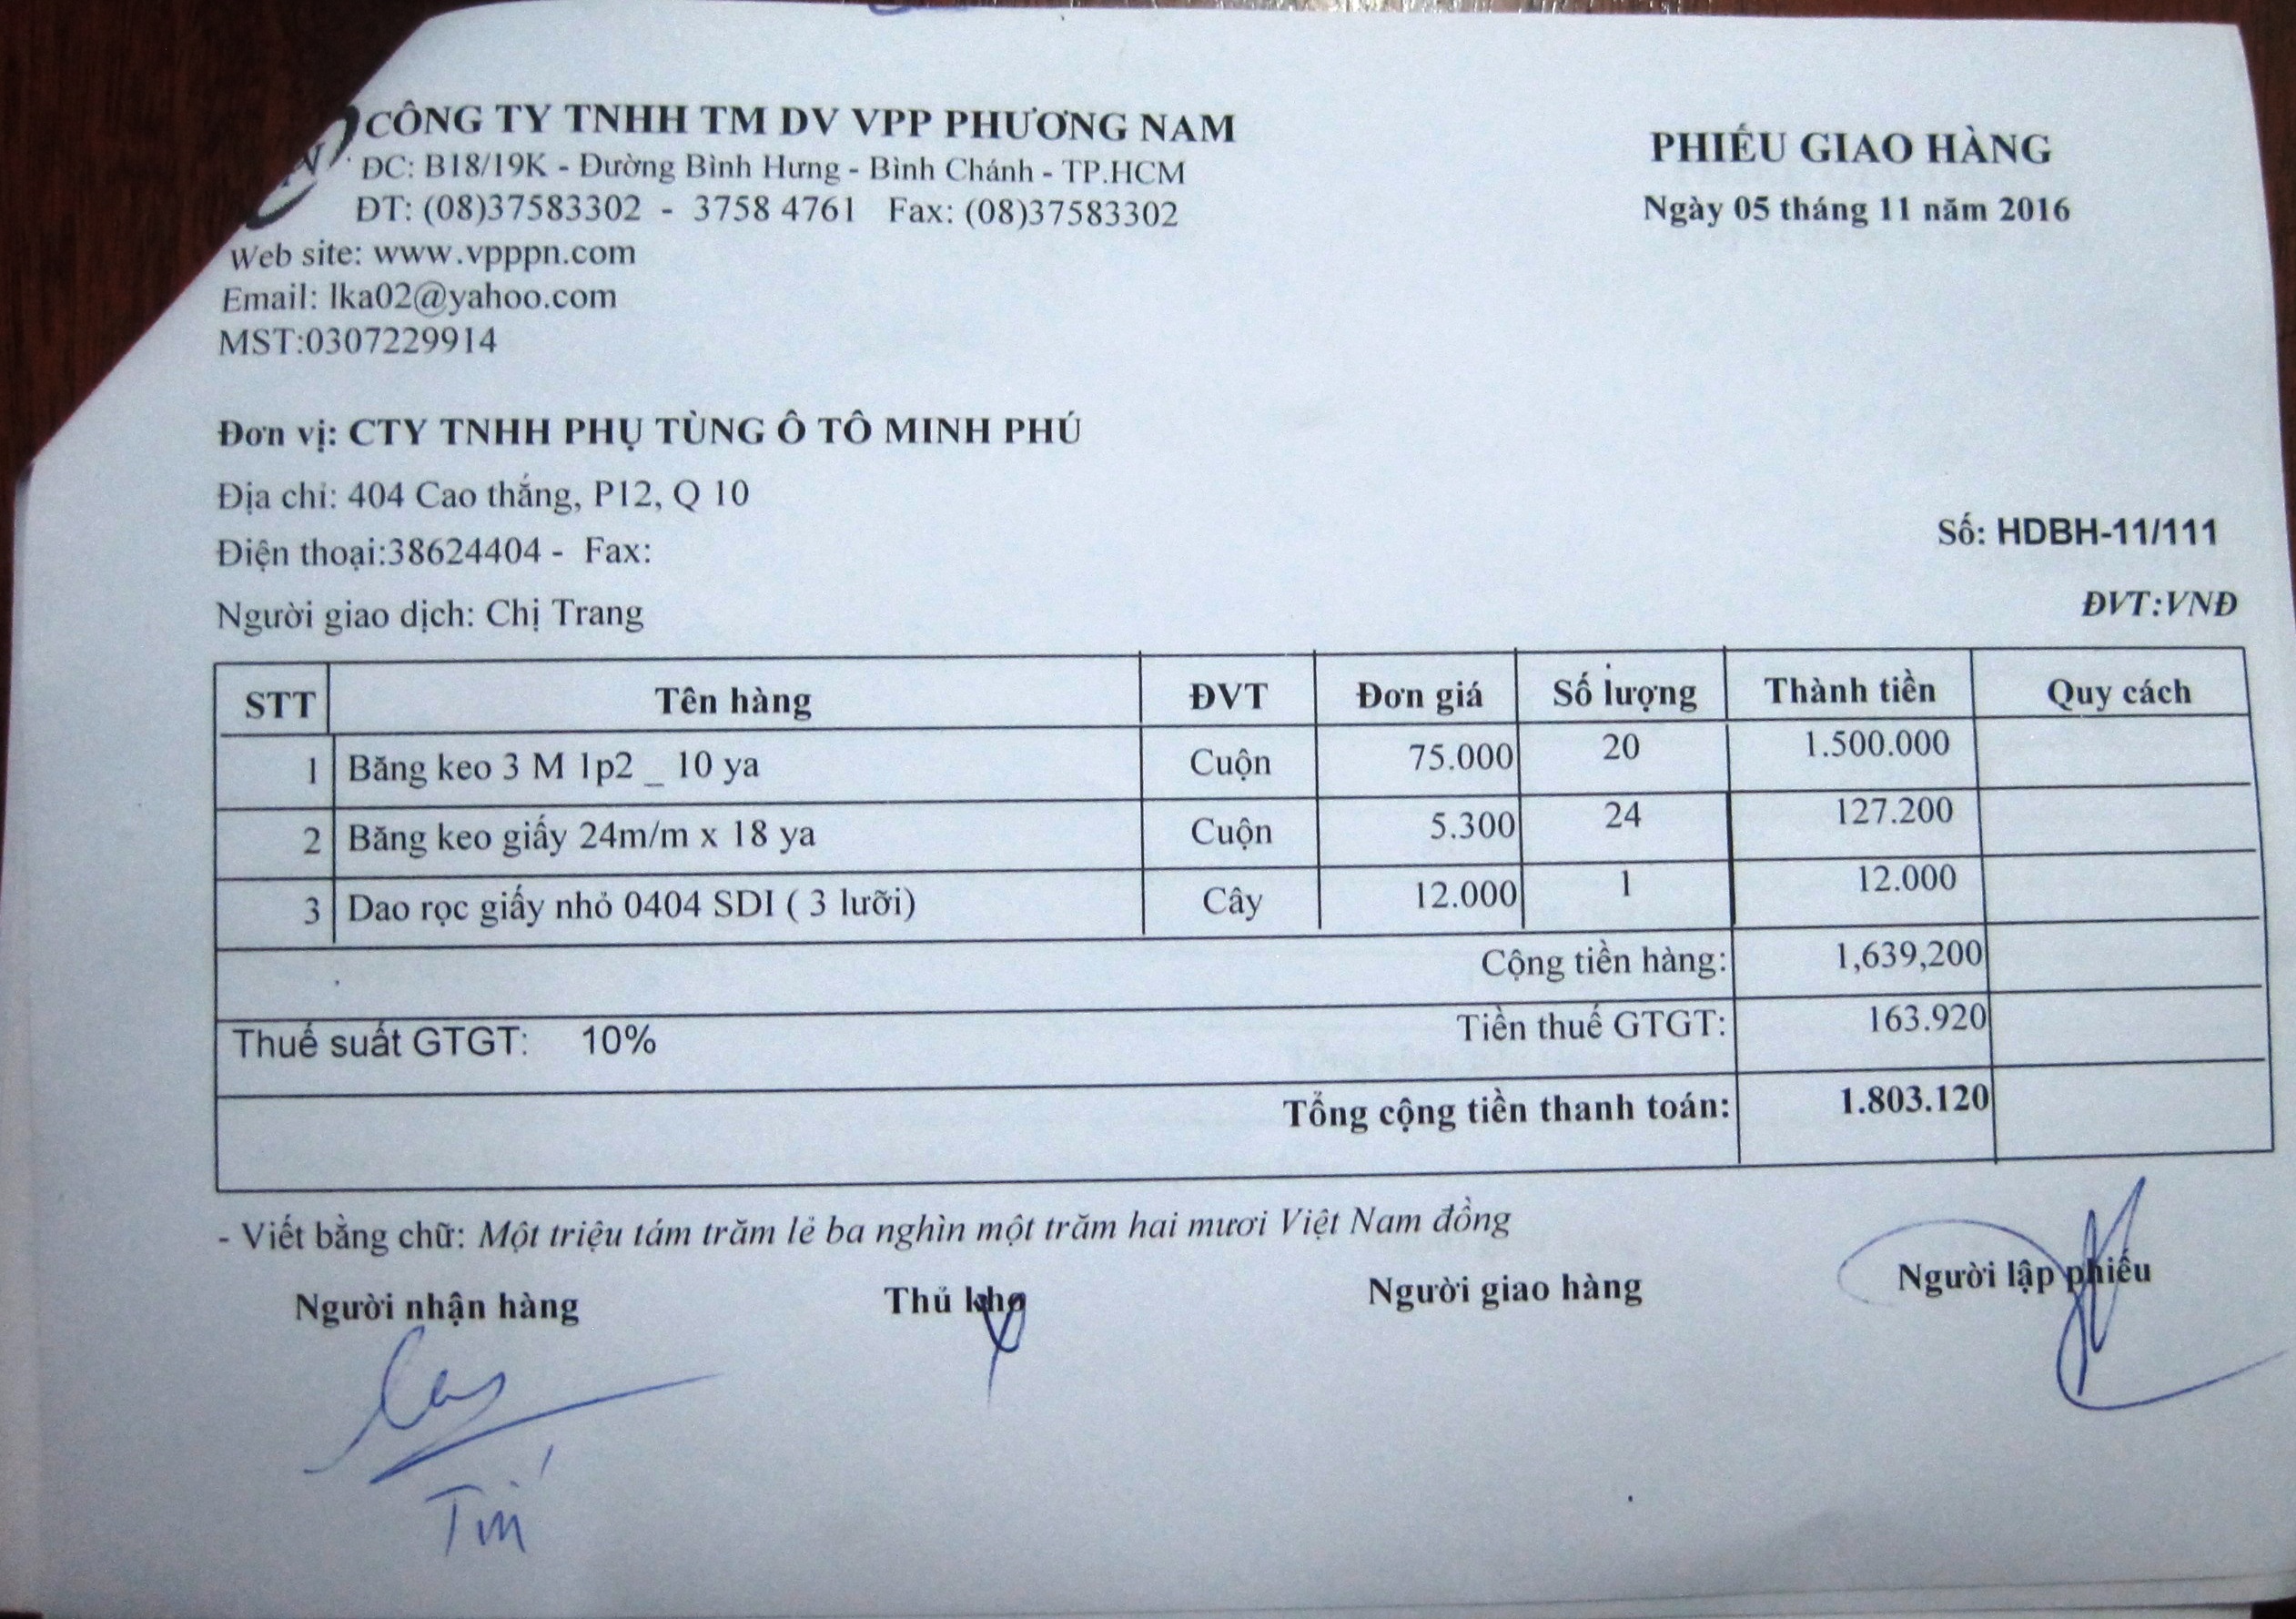 CÔNG TY TNHH TM DV VPP PHƯƠNG NAM
ĐC: B18/19K - Đường Bình Hưng - Bình Chánh - TP.HCM
ĐT: (08)37583302 - 3758 4761 Fax: (08)37583302
Web site: www.vpppn.com
Email: lka02@yahoo.com
MST:0307229914
PHIẾU GIAO HÀNG
Ngày 05 tháng 11 năm 2016
Đơn vị: CTY TNHH PHỤ TÙNG Ô TÔ MINH PHÚ
Địa chỉ: 404 Cao thắng, P12, Q 10
Điện thoại:38624404 - Fax:
Người giao dịch: Chị Trang
Số: HDBH-11/111
ĐVT:VNĐ
STT Tên hàng ĐVT Đơn giá Số lượng Thành tiền Quy cách
1 Băng keo 3 M 1p2 _ 10 ya Cuộn 75.000 20 1.500.000
2 Băng keo giấy 24m/m x 18 ya Cuộn 5.300 24 127.200
3 Dao rọc giấy nhỏ 0404 SDI ( 3 lưỡi) Cây 12.000 1 12.000
Cộng tiền hàng: 1,639,200
Thuế suất GTGT: 10% Tiền thuế GTGT: 163.920
Tổng cộng tiền thanh toán: 1.803.120
- Viết bằng chữ: Một triệu tám trăm lẻ ba nghìn một trăm hai mươi Việt Nam đồng
Người nhận hàng Thủ kho Người giao hàng Người lập phiếu